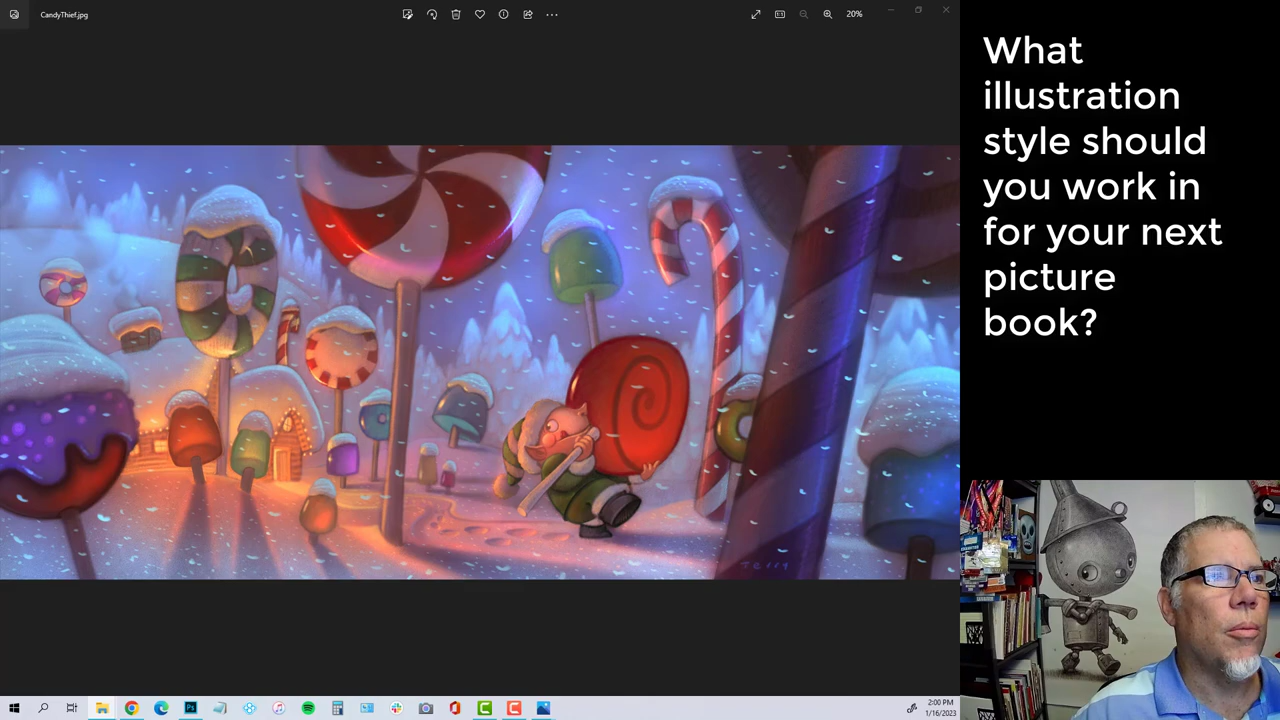 CandyThief.jpg
20%
What
illustration
style should
you work in
for your next
picture
book?
Terry
2:00 PM
1/16/2023